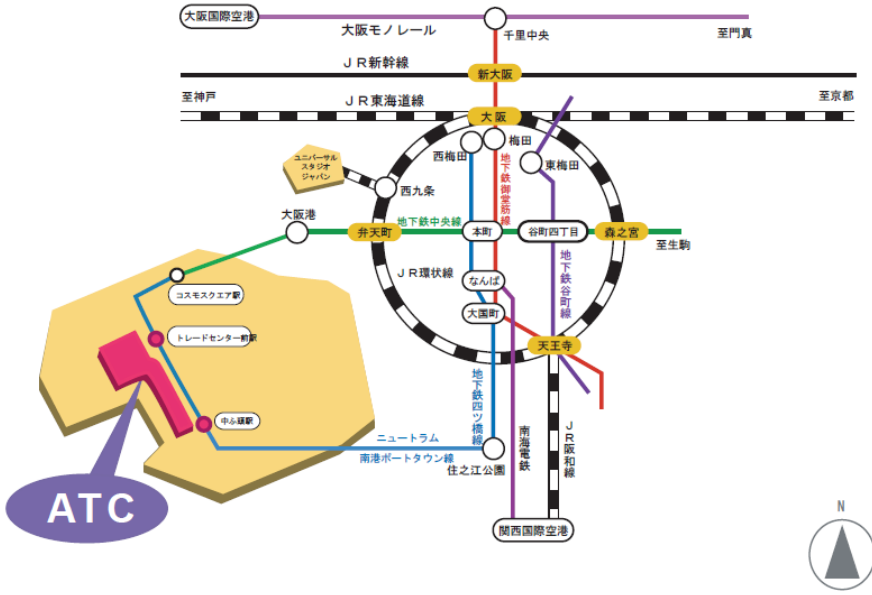 大阪国際空港
大阪モノレール
千里中央
至門真
JR新幹線
新大阪
至神戸
JR東海道線
至京都
大阪
西梅田
梅田
東梅田
ユニバーサル
スタジオ
ジャパン
西九条
地下鉄御堂筋線
大阪港
地下鉄中央線
弁天町
本町
谷町四丁目
森之宮
至生駒
JR環状線
なんば
地下鉄谷町線
コスモスクエア駅
大国町
トレードセンター前駅
天王寺
地下鉄四ツ橋線
中ふ頭駅
ニュートラム
南港ポートタウン線
住之江公園
南海電鉄
JR阪和線
ATC
関西国際空港
N